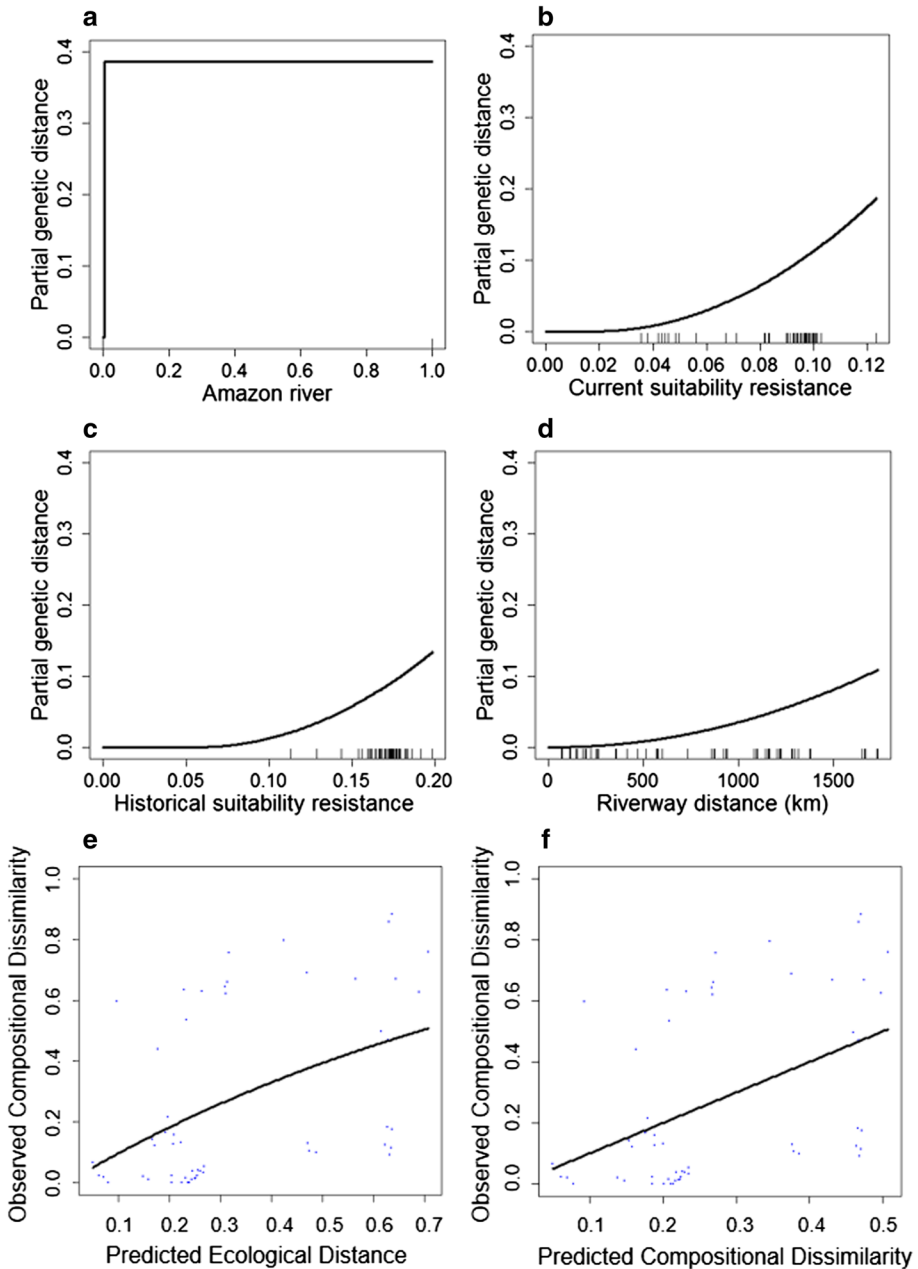 a
Partial genetic distance
0.0 0.1 0.2 0.3 0.4
0.0 0.2 0.4 0.6 0.8 1.0
Amazon river
b
Partial genetic distance
0.0 0.1 0.2 0.3 0.4
0.00 0.02 0.04 0.06 0.08 0.10 0.12
Current suitability resistance
c
Partial genetic distance
0.0 0.1 0.2 0.3 0.4
0.00 0.05 0.10 0.15 0.20
Historical suitability resistance
d
Partial genetic distance
0.0 0.1 0.2 0.3 0.4
0 500 1000 1500
Riverway distance (km)
e
Observed Compositional Dissimilarity
0.0 0.2 0.4 0.6 0.8 1.0
0.1 0.2 0.3 0.4 0.5 0.6 0.7
Predicted Ecological Distance
f
Observed Compositional Dissimilarity
0.0 0.2 0.4 0.6 0.8 1.0
0.1 0.2 0.3 0.4 0.5
Predicted Compositional Dissimilarity